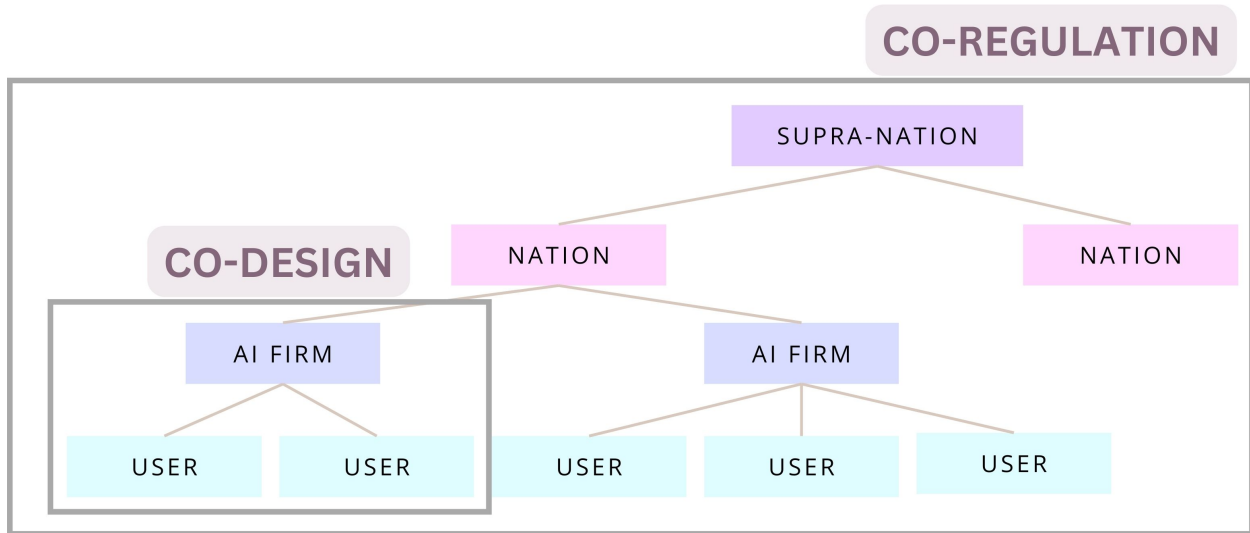 CO-REGULATION
SUPRA-NATION
NATION
NATION
CO-DESIGN
AI FIRM
AI FIRM
USER
USER
USER
USER
USER